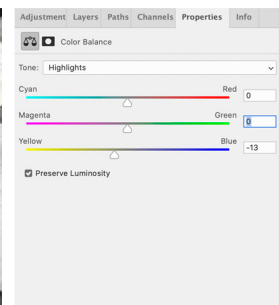 Adjustment Layers Paths Channels Properties Info
Color Balance
Tone: Highlights
Cyan Red 0
Magenta Green 0
Yellow Blue -13
Preserve Luminosity